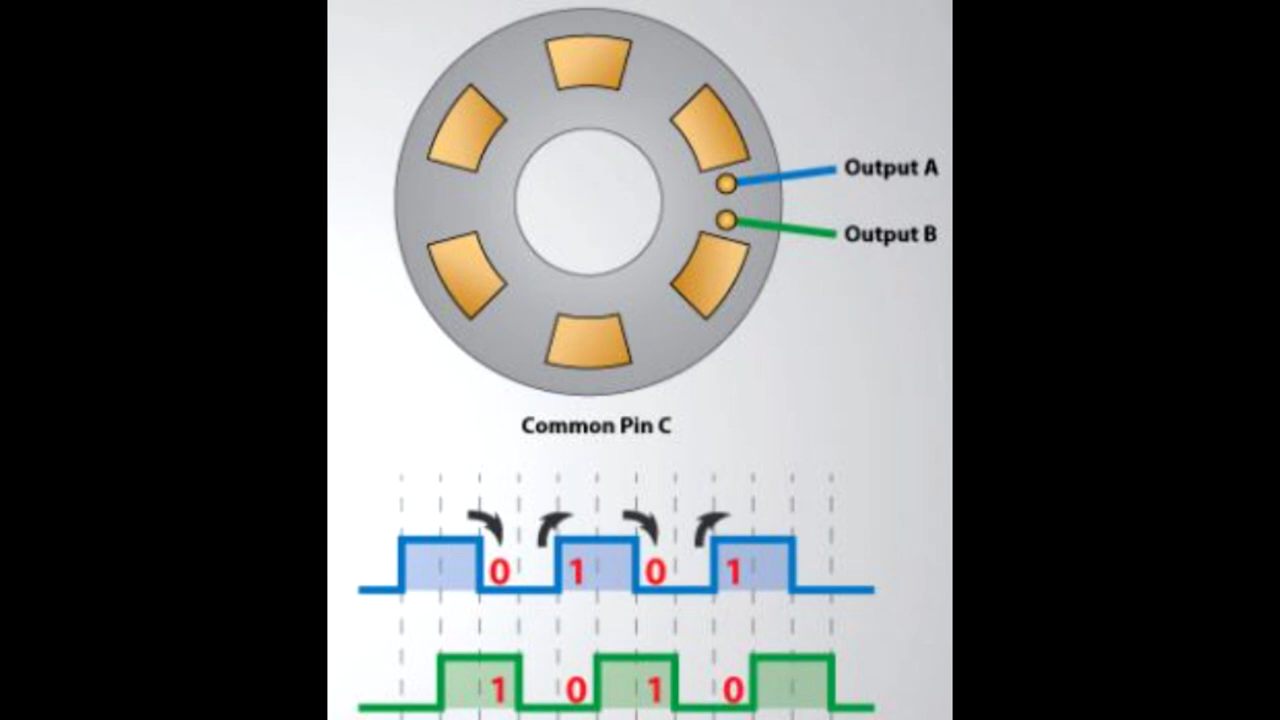 Output A
Output B
Common Pin C
0 1 0 1
1 0 1 0